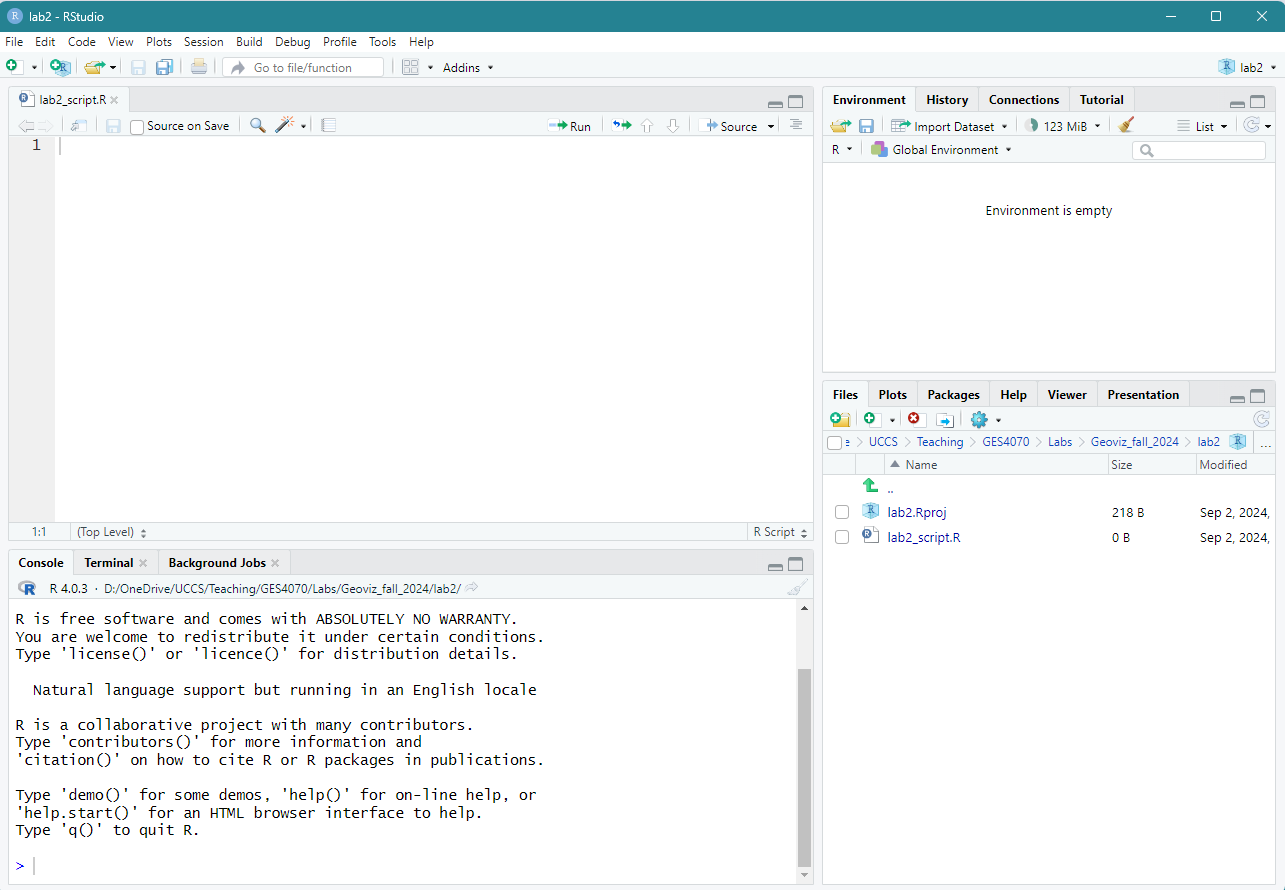 lab2 - RStudio
File Edit Code View Plots Session Build Debug Profile Tools Help
Go to file/function Addins lab2
lab2_script.R
Source on Save Run Source
1
1:1 (Top Level) R Script
Console Terminal Background Jobs
R 4.0.3 · D:/OneDrive/UCCS/Teaching/GES4070/Labs/Geoviz_fall_2024/lab2/
R is free software and comes with ABSOLUTELY NO WARRANTY.
You are welcome to redistribute it under certain conditions.
Type 'license()' or 'licence()' for distribution details.
Natural language support but running in an English locale
R is a collaborative project with many contributors.
Type 'contributors()' for more information and
'citation()' on how to cite R or R packages in publications.
Type 'demo()' for some demos, 'help()' for on-line help, or
'help.start()' for an HTML browser interface to help.
Type 'q()' to quit R.
>
Environment History Connections Tutorial
Import Dataset 123 MiB List
R Global Environment
Environment is empty
Files Plots Packages Help Viewer Presentation
e > UCCS > Teaching > GES4070 > Labs > Geoviz_fall_2024 > lab2 ...
Name Size Modified
..
lab2.Rproj 218 B Sep 2, 2024,
lab2_script.R 0 B Sep 2, 2024,